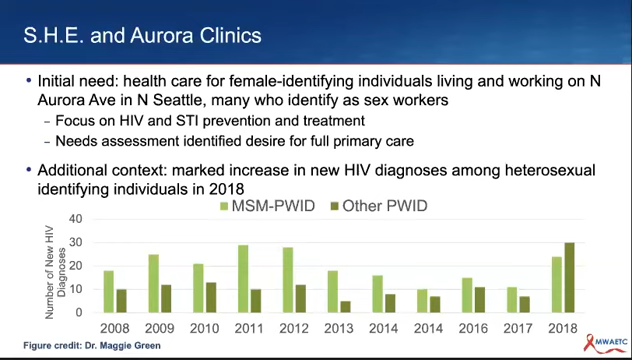 S.H.E. and Aurora Clinics
• Initial need: health care for female-identifying individuals living and working on N
Aurora Ave in N Seattle, many who identify as sex workers
– Focus on HIV and STI prevention and treatment
– Needs assessment identified desire for full primary care
• Additional context: marked increase in new HIV diagnoses among heterosexual
identifying individuals in 2018
MSM-PWID Other PWID
Number of New HIV
Diagnoses
40
30
20
10
0
2008 2009 2010 2011 2012 2013 2014 2014 2016 2017 2018
Figure credit: Dr. Maggie Green
MWAETC